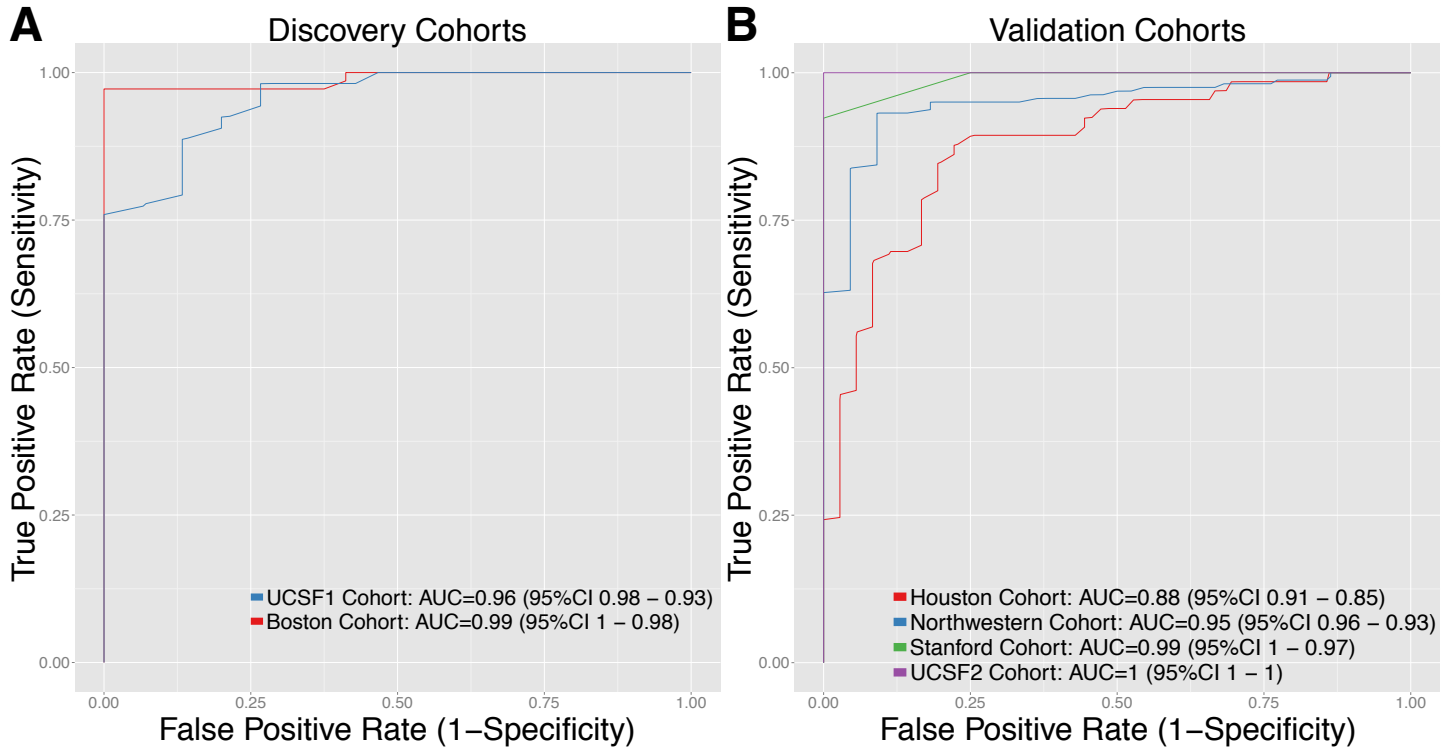 A
Discovery Cohorts
True Positive Rate (Sensitivity)
1.00
0.75
0.50
0.25
0.00
UCSF1 Cohort: AUC=0.96 (95%CI 0.98 − 0.93)
Boston Cohort: AUC=0.99 (95%CI 1 − 0.98)
0.00 0.25 0.50 0.75 1.00
False Positive Rate (1−Specificity)
B
Validation Cohorts
True Positive Rate (Sensitivity)
1.00
0.75
0.50
0.25
0.00
Houston Cohort: AUC=0.88 (95%CI 0.91 − 0.85)
Northwestern Cohort: AUC=0.95 (95%CI 0.96 − 0.93)
Stanford Cohort: AUC=0.99 (95%CI 1 − 0.97)
UCSF2 Cohort: AUC=1 (95%CI 1 − 1)
0.00 0.25 0.50 0.75 1.00
False Positive Rate (1−Specificity)